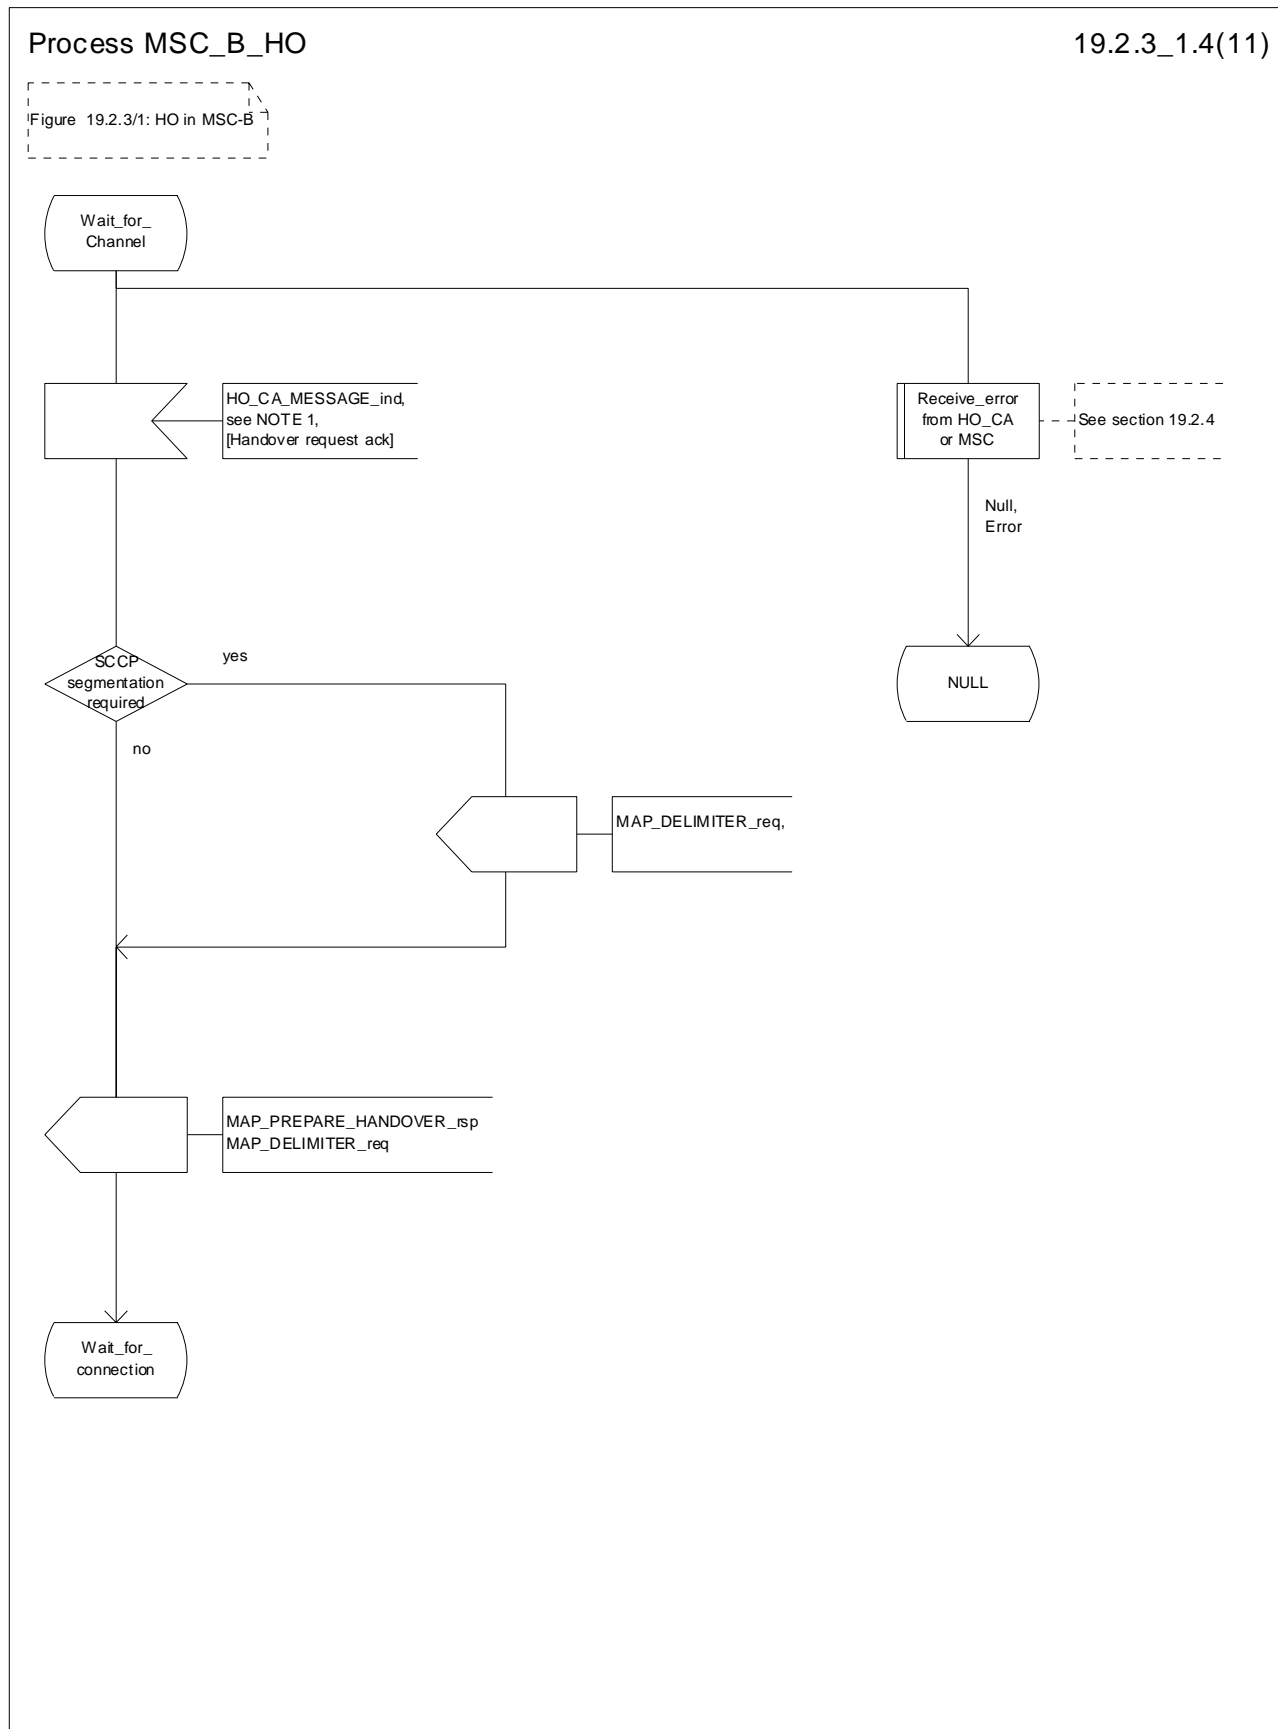 Process MSC_B_HO
19.2.3_1.4(11)
Figure 19.2.3/1: HO in MSC-B
Wait_for_
Channel
HO_CA_MESSAGE_ind,
see NOTE 1,
[Handover request ack]
Receive_error
from HO_CA
or MSC
See section 19.2.4
Null,
Error
SCCP
segmentation
required
yes
NULL
no
MAP_DELIMITER_req,
MAP_PREPARE_HANDOVER_rsp
MAP_DELIMITER_req
Wait_for_
connection